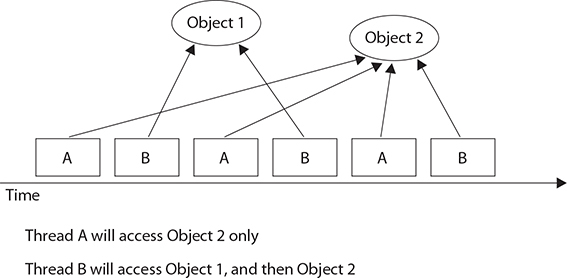 Object 1
Object 2
A B A B A B
Time
Thread A will access Object 2 only
Thread B will access Object 1, and then Object 2